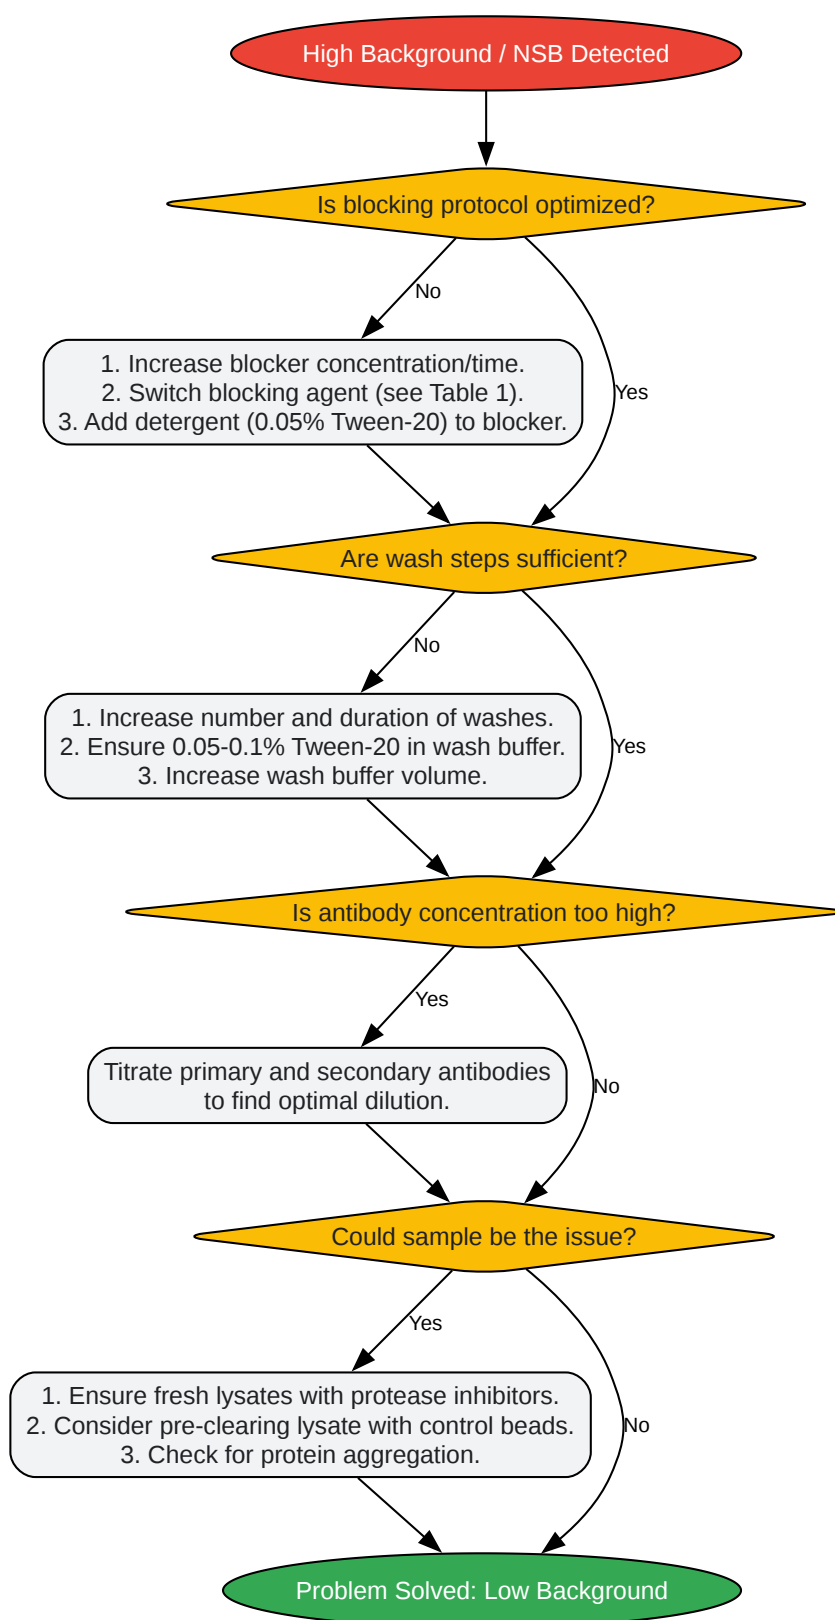 High Background / NSB Detected
Is blocking protocol optimized?
No
1. Increase blocker concentration/time.
2. Switch blocking agent (see Table 1).
3. Add detergent (0.05% Tween-20) to blocker.
Yes
Are wash steps sufficient?
No
1. Increase number and duration of washes.
2. Ensure 0.05-0.1% Tween-20 in wash buffer.
3. Increase wash buffer volume.
Yes
Is antibody concentration too high?
Yes
Titrate primary and secondary antibodies
to find optimal dilution.
No
Could sample be the issue?
Yes
1. Ensure fresh lysates with protease inhibitors.
2. Consider pre-clearing lysate with control beads.
3. Check for protein aggregation.
No
Problem Solved: Low Background